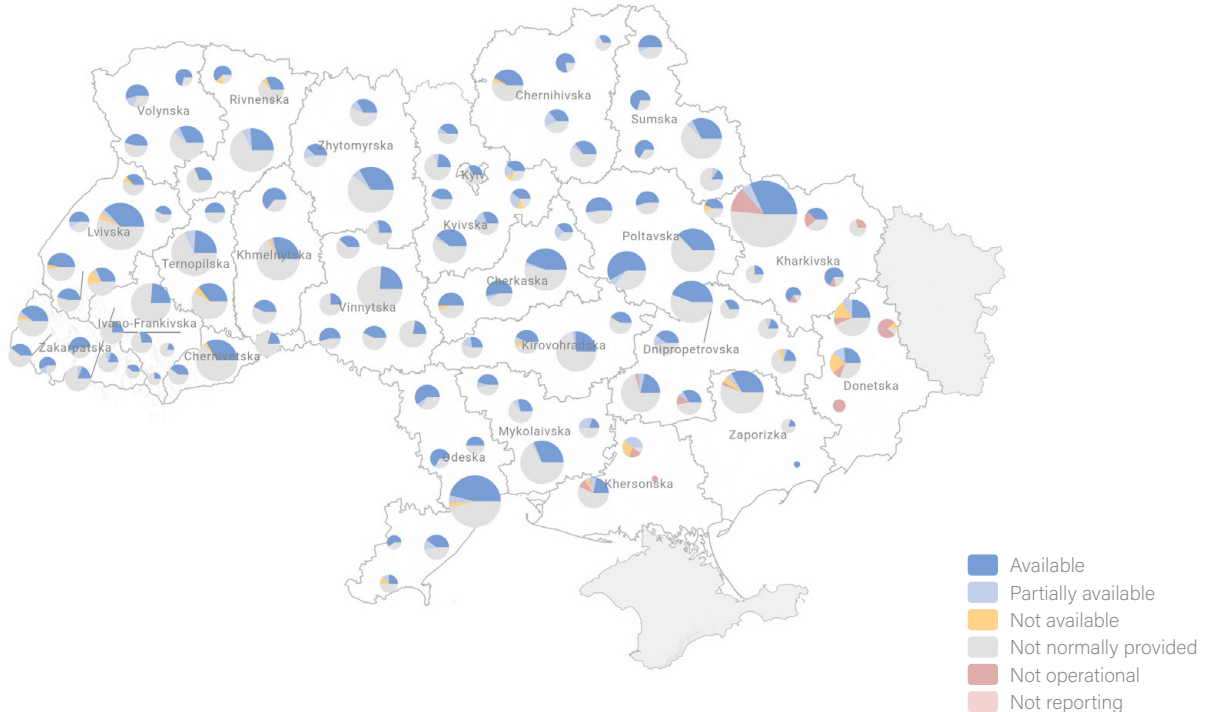 Chernihivska
Volynska
Rivnenska
Sumska
Zhytomyrska
Kyiv
Kyivska
Lvivska
Poltavska
Ternopilska
Khmelnytska
Kharkivska
Cherkaska
Vinnytska
Ivano-Frankivska
Zakarpatska
Chernivetska
Kirovohradska
Dnipropetrovska
Donetska
Mykolaivska
Zaporizka
Odeska
Khersonska
Available
Partially available
Not available
Not normally provided
Not operational
Not reporting